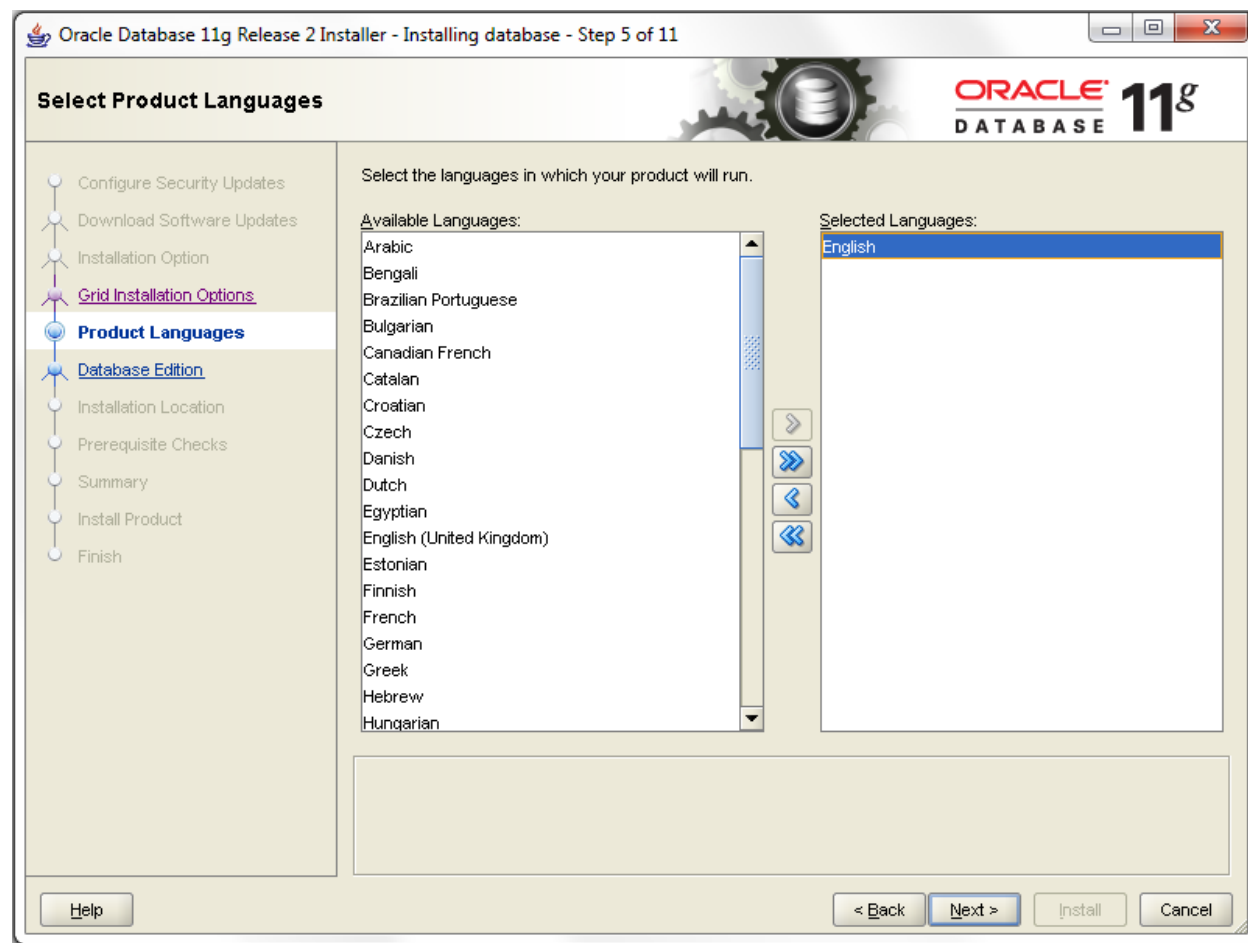 Oracle Database 11g Release 2 Installer - Installing database - Step 5 of 11
Select Product Languages
ORACLE DATABASE 11g
Configure Security Updates
Download Software Updates
Installation Option
Grid Installation Options
Product Languages
Database Edition
Installation Location
Prerequisite Checks
Summary
Install Product
Finish
Select the languages in which your product will run.
Available Languages:
Arabic
Bengali
Brazilian Portuguese
Bulgarian
Canadian French
Catalan
Croatian
Czech
Danish
Dutch
Egyptian
English (United Kingdom)
Estonian
Finnish
French
German
Greek
Hebrew
Hungarian
Selected Languages:
English
Help
< Back
Next >
Install
Cancel